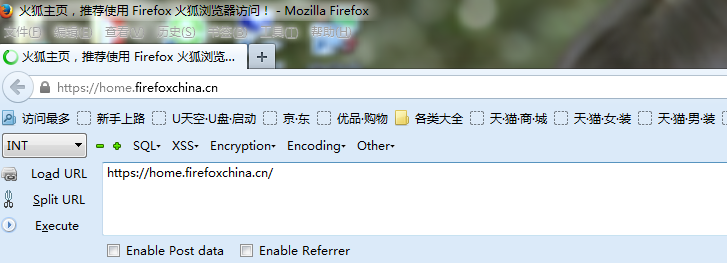 火狐主页，推荐使用 Firefox 火狐浏览器访问！ - Mozilla Firefox
文件(F) 编辑(E) 查看(V) 历史(S) 书签(B) 工具(T) 帮助(H)
火狐主页，推荐使用 Firefox 火狐浏览... +
https://home.firefoxchina.cn
访问最多 新手上路 U天空·U盘·启动 京·东 优品·购物 各类大全 天·猫·商·城 天·猫·女·装 天·猫·男·装
INT SQL XSS Encryption Encoding Other
Load URL https://home.firefoxchina.cn/
Split URL
Execute
Enable Post data Enable Referrer